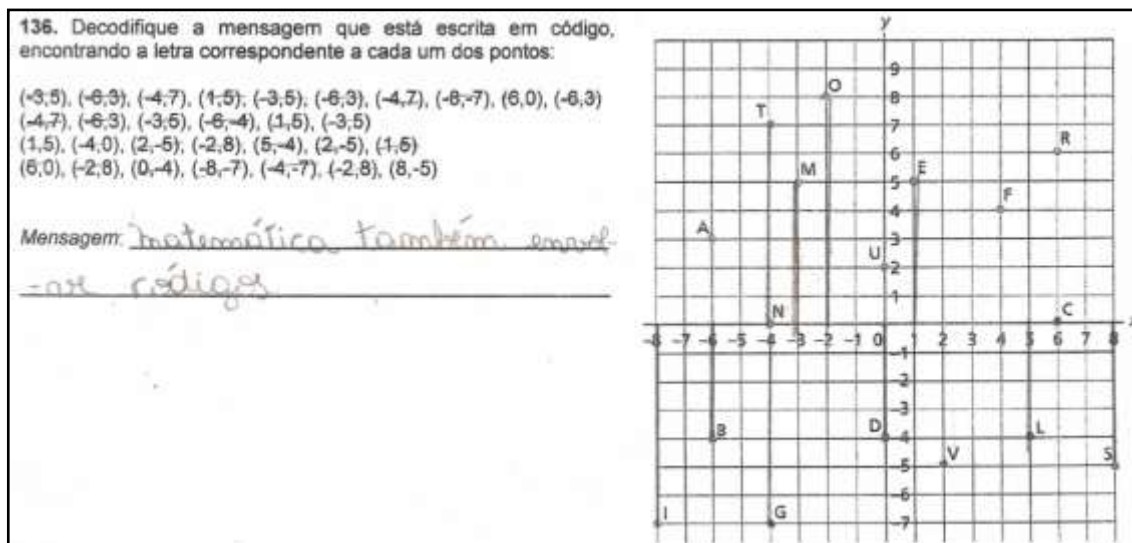 136. Decodifique a mensagem que está escrita em código,
encontrando a letra correspondente a cada um dos pontos:
(-3,5), (-6,3), (-4,7), (1,5), (-3,5), (-6,3), (-4,7), (-8,-7), (6,0), (-6,3)
(-4,7), (-6,3), (-3,5), (-6,-4), (1,5), (-3,5)
(1,5), (-4,0), (2,-5), (-2,8), (5,-4), (2,-5), (1,5)
(6,0), (-2,8), (0,-4), (-8,-7), (-4,-7), (-2,8), (8,-5)
Mensagem: matemática também envol-
códigos
y
9
O
8
T
7
R
6
M
5
E
F
4
A
3
U
2
1
N
C
x
-8 -7 -6 -5 -4 -3 -2 -1 0 1 2 3 4 5 6 7 8
-1
-2
-3
B
D
-4
L
V
-5
S
-6
I
G
-7